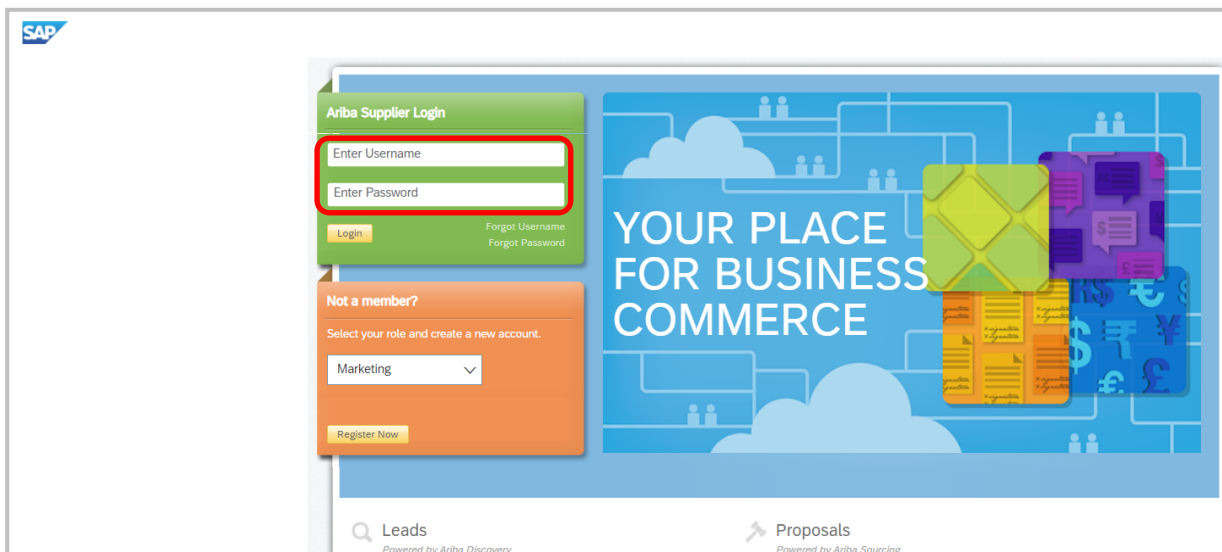 SAP
Ariba Supplier Login
Enter Username
Enter Password
Login
Forgot Username
Forgot Password
Not a member?
Select your role and create a new account.
Marketing
Register Now
YOUR PLACE
FOR BUSINESS
COMMERCE
Leads
Powered by Ariba Discovery
Proposals
Powered by Ariba Sourcing